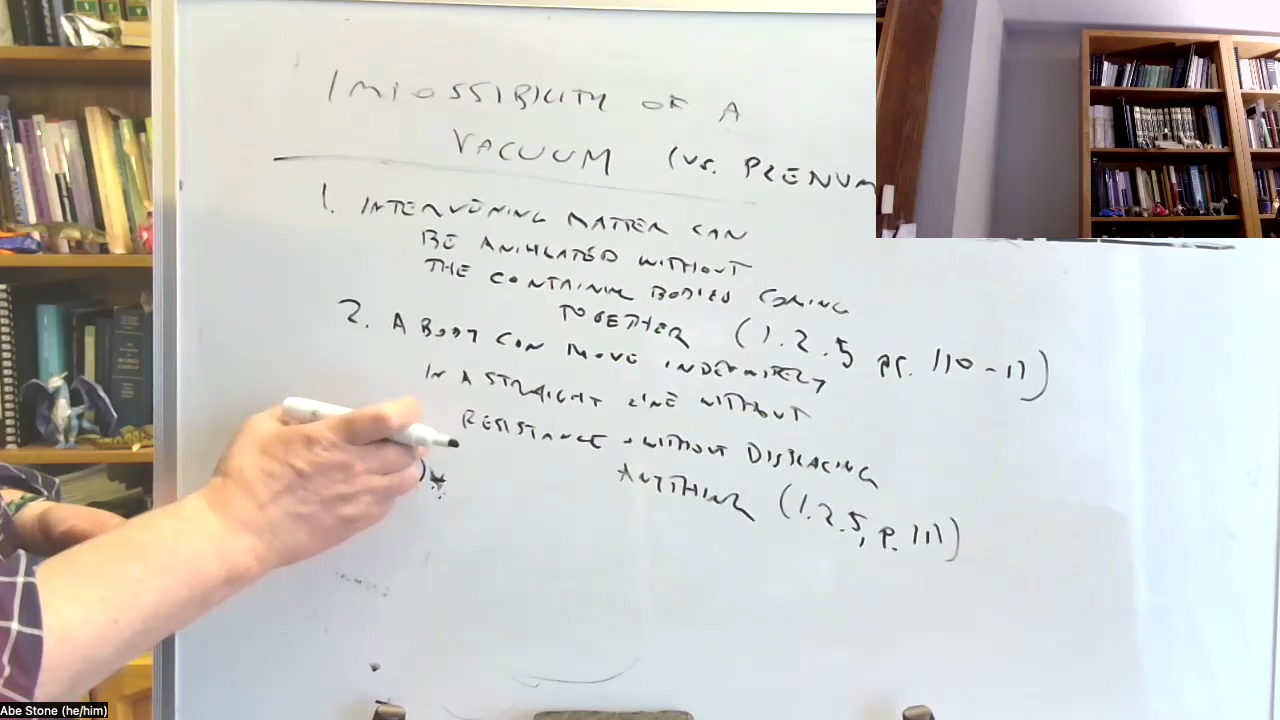 IMPOSSIBILITY OF A
VACUUM (VS. PLENUM
1. INTERVENING MATTER CAN
BE ANIHLATED WITHOUT
THE CONTAINING BODIES COMING
TOGETHER (1.2.5 pp. 110-11)
2. A BODY CAN MOVE INDEFINITELY
IN A STRAIGHT LINE WITHOUT
RESISTANCE + WITHOUT DISPLACING
ANYTHING (1.2.5, p. 111)
Abe Stone (he/him)